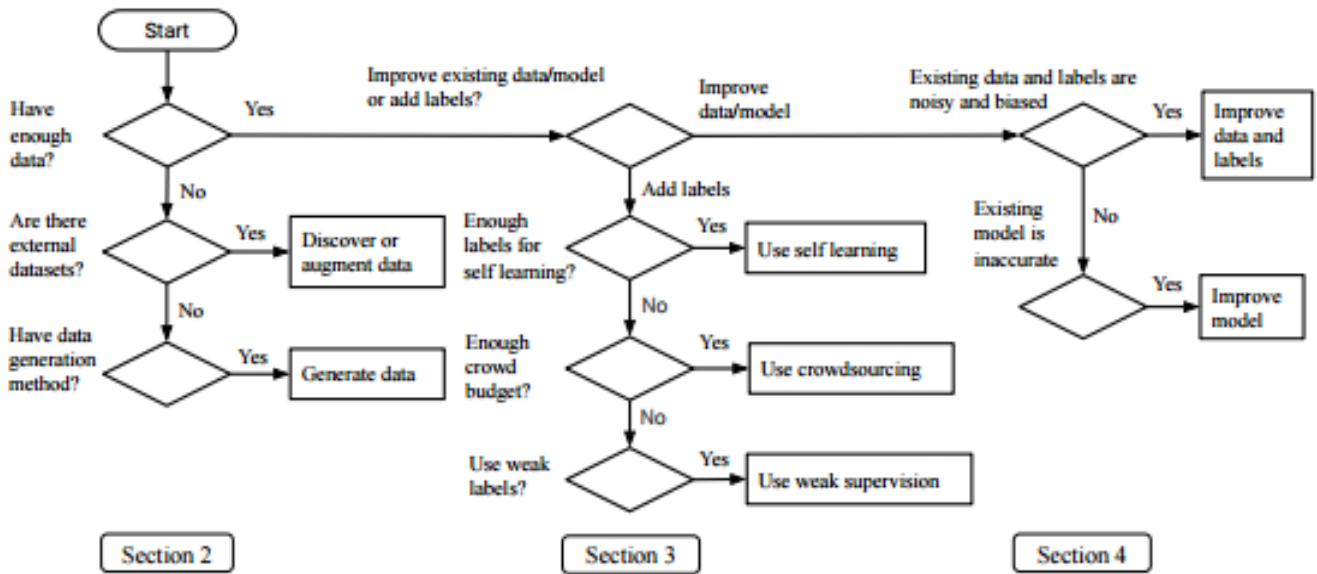 Start
Have
enough
data?
Yes
Improve existing data/model
or add labels?
Improve
data/model
Existing data and labels are
noisy and biased
Yes
Improve
data and
labels
No
Are there
external
datasets?
Yes
Discover or
augment data
No
Have data
generation
method?
Yes
Generate data
Add labels
Enough
labels for
self learning?
Yes
Use self learning
No
Enough
crowd
budget?
Yes
Use crowdsourcing
No
Use weak
labels?
Yes
Use weak supervision
No
Existing
model is
inaccurate
Yes
Improve
model
Section 2
Section 3
Section 4